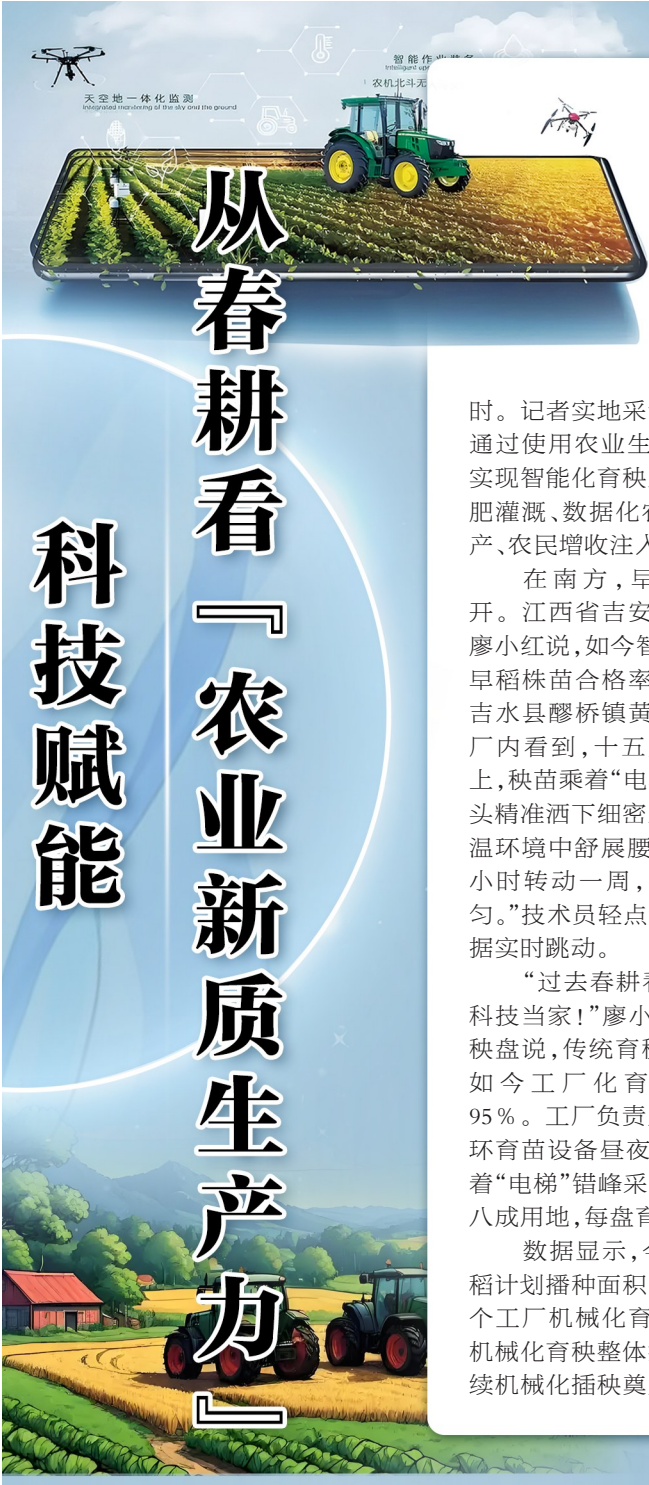 天空地一体化监测
Integrated monitoring of the sky and the ground
智能作业装备
农机北斗无
科技赋能
从春耕看『农业新质生产力』
时。记者实地采
通过使用农业生
实现智能化育秧
肥灌溉、数据化
产、农民增收注
在南方，早
开。江西省吉安
廖小红说，如今智
早稻株苗合格率
吉水县醪桥镇黄
厂内看到，十五
上，秧苗乘着“电
头精准洒下细密
温环境中舒展腰
小时转动一周，
匀。”技术员轻点
据实时跳动。
“过去春耕看
科技当家！”廖小
秧盘说，传统育秧
如今工厂化育
95%。工厂负责
环育苗设备昼夜
着“电梯”错峰采
八成用地，每盘育
数据显示，今
稻计划播种面积
个工厂机械化育
机械化育秧整体
续机械化插秧奠